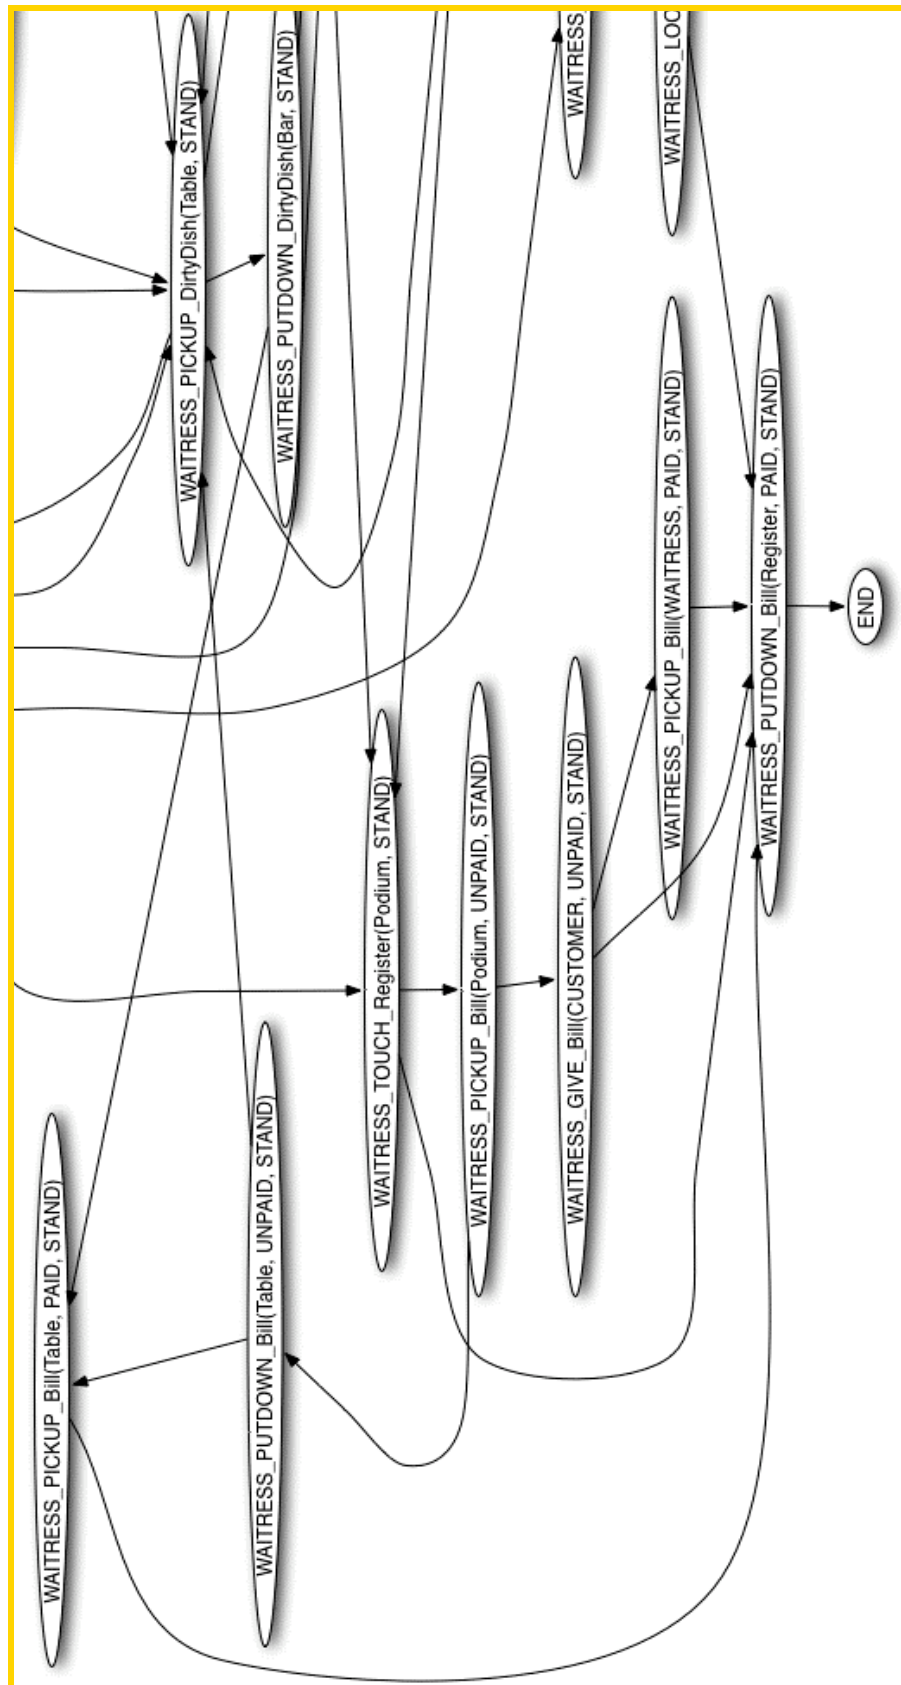 WAITRESS_PICKUP_Bill(Table, PAID, STAND)
WAITRESS_PICKUP_DirtyDish(Table, STAND)
WAITRESS_PUTDOWN_Bill(Table, UNPAID, STAND)
WAITRESS_PUTDOWN_DirtyDish(Bar, STAND)
WAITRESS_TOUCH_Register(Podium, STAND)
WAITRESS_PICKUP_Bill(Podium, UNPAID, STAND)
WAITRESS_GIVE_Bill(CUSTOMER, UNPAID, STAND)
WAITRESS
WAITRESS_PICKUP_Bill(WAITRESS, PAID, STAND)
WAITRESS_LOC
WAITRESS_PUTDOWN_Bill(Register, PAID, STAND)
END